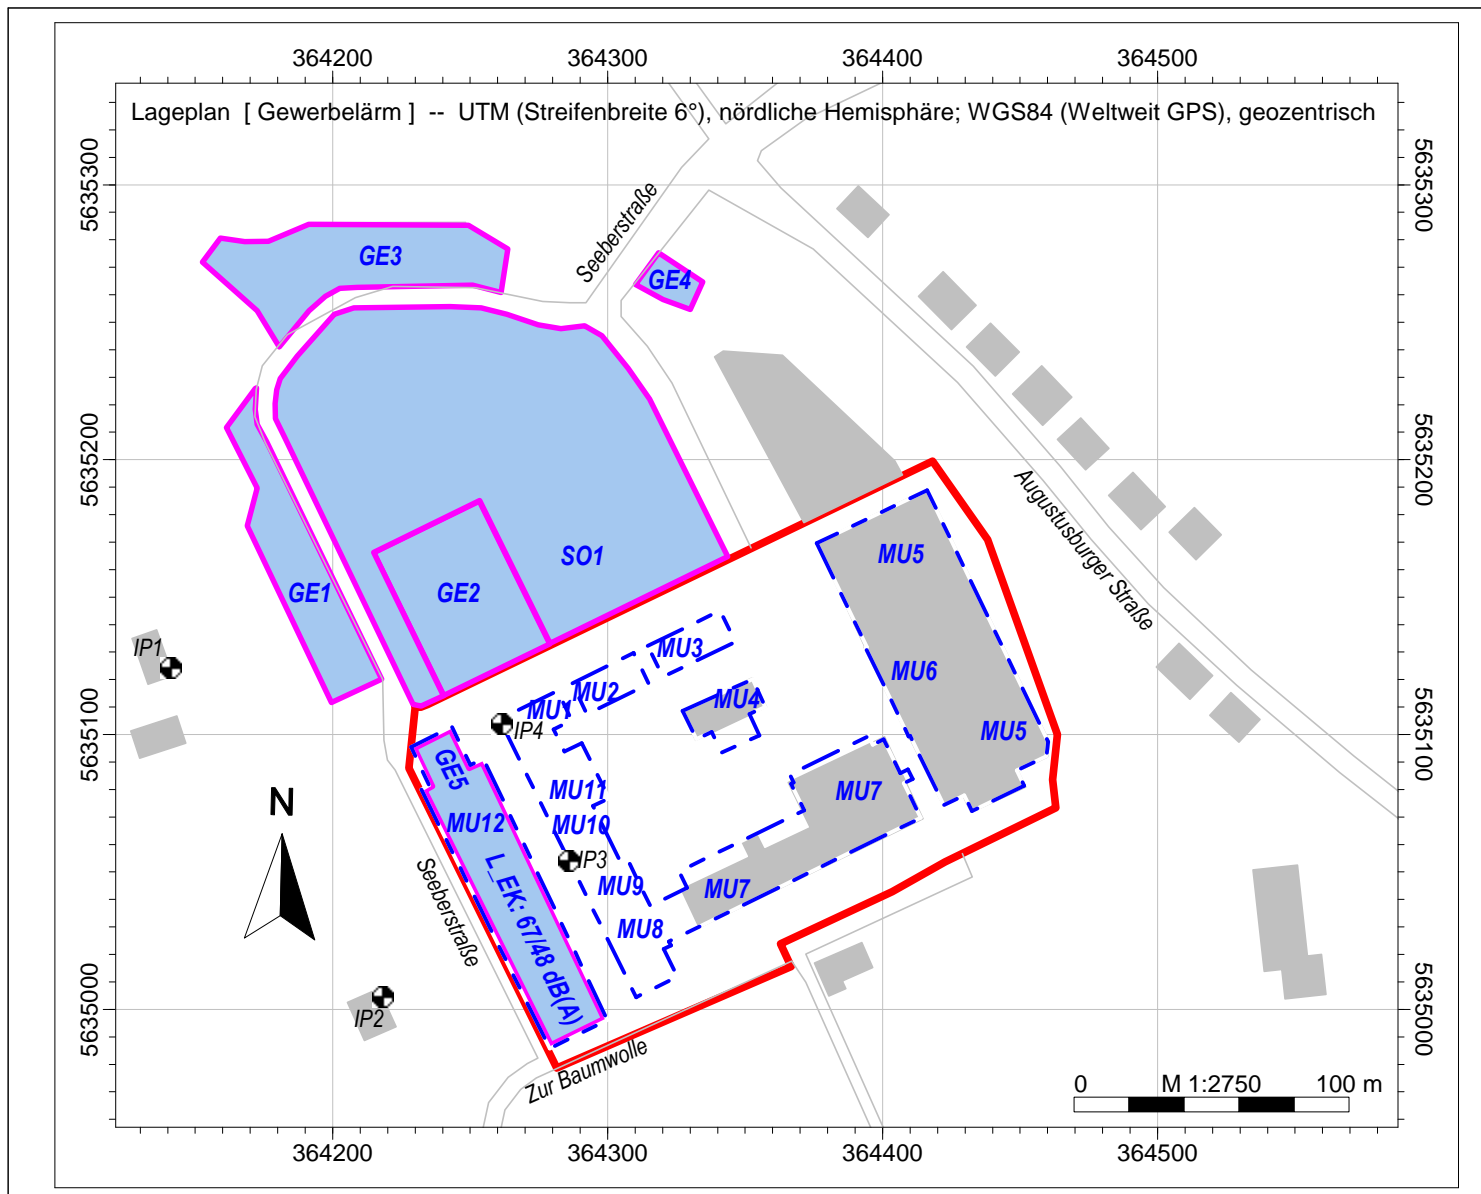 364200
364300
364400
364500
Lageplan [ Gewerbelärm ] -- UTM (Streifenbreite 6°), nördliche Hemisphäre; WGS84 (Weltweit GPS), geozentrisch
5635300
5635300
Seeberstraße
GE3
GE4
5635200
5635200
Augustusburger Straße
SO1
MU5
GE1
GE2
IP1
MU3
MU6
MU2
MU4
MU1
IP4
MU5
5635100
5635100
GE5
MU11
MU7
N
MU12
MU10
IP3
L_EK: 67/48 dB(A)
MU9
MU7
Seeberstraße
MU8
IP2
5635000
5635000
Zur Baumwolle
0 M 1:2750 100 m
364200
364300
364400
364500